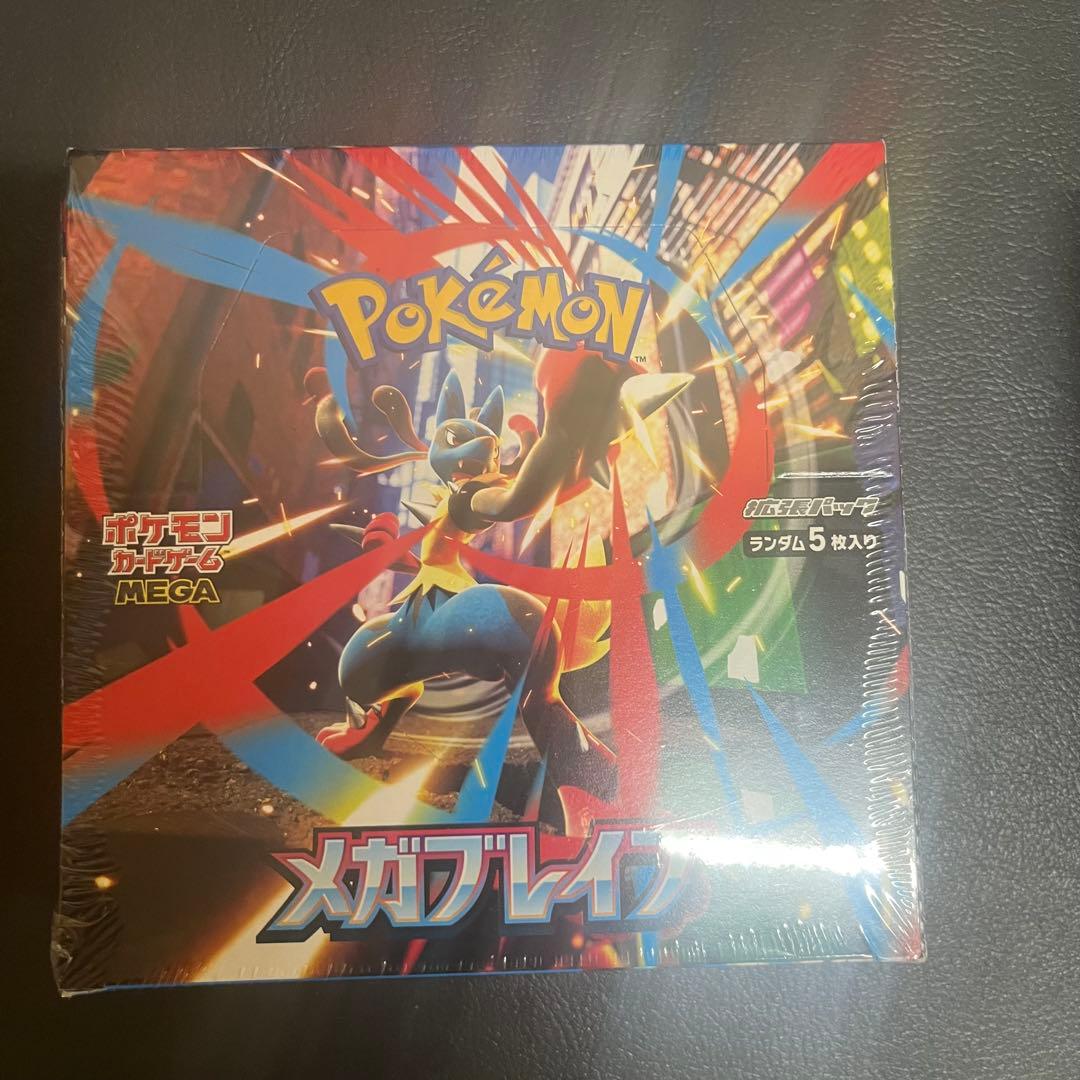 POKéMON
TM
拡張パック
ランダム5枚入り
ポケモン
カードゲーム
MEGA
メガブレイブ